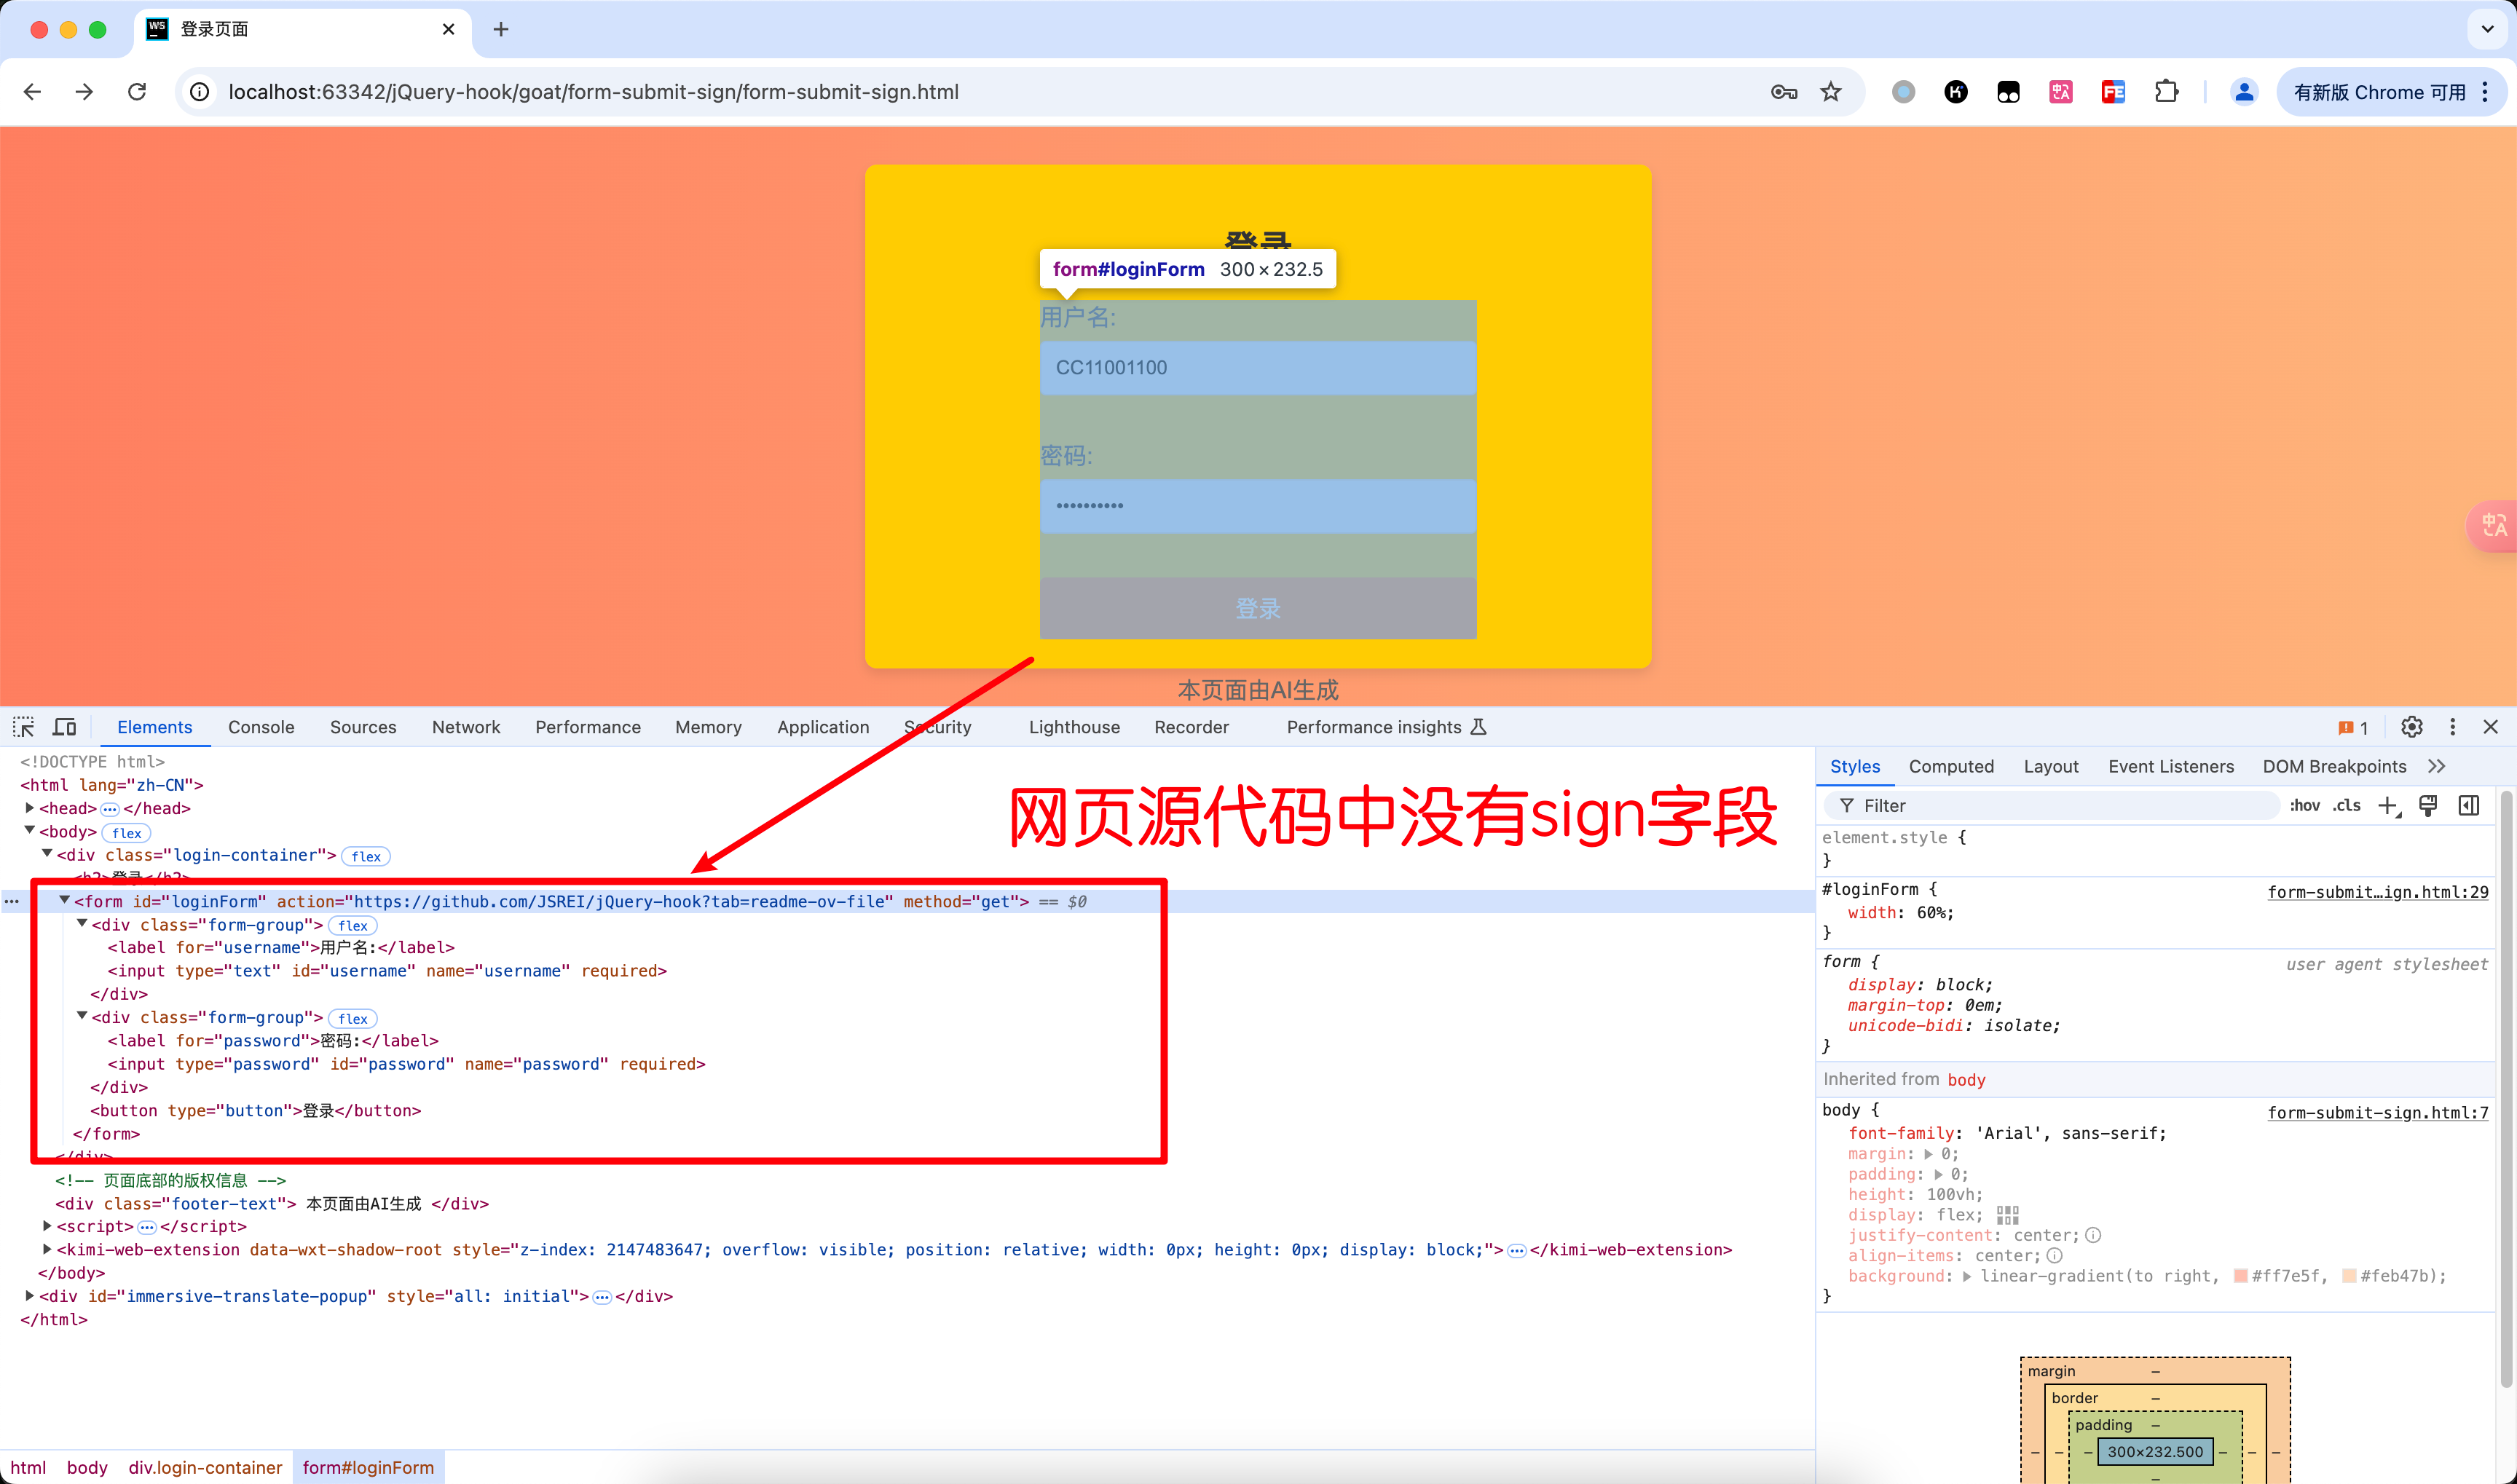 登录页面
localhost:63342/jQuery-hook/goat/form-submit-sign/form-submit-sign.html
有新版 Chrome 可用
登录
form#loginForm 300×232.5
用户名:
CC11001100
密码:
••••••••••
登录
本页面由AI生成
Elements Console Sources Network Performance Memory Application Security Lighthouse Recorder Performance insights 1
网页源代码中没有sign字段
<!DOCTYPE html>
<html lang="zh-CN">
<head> ⋯ </head>
<body> flex
<div class="login-container"> flex
<h2>登录</h2>
<form id="loginForm" action="https://github.com/JSREI/jQuery-hook?tab=readme-ov-file" method="get"> == $0
<div class="form-group"> flex
<label for="username">用户名:</label>
<input type="text" id="username" name="username" required>
</div>
<div class="form-group"> flex
<label for="password">密码:</label>
<input type="password" id="password" name="password" required>
</div>
<button type="button">登录</button>
</form>
</div>
<!-- 页面底部的版权信息 -->
<div class="footer-text"> 本页面由AI生成 </div>
<script> ⋯ </script>
<kimi-web-extension data-wxt-shadow-root style="z-index: 2147483647; overflow: visible; position: relative; width: 0px; height: 0px; display: block;"> ⋯ </kimi-web-extension>
</body>
<div id="immersive-translate-popup" style="all: initial"> ⋯ </div>
</html>
html body div.login-container form#loginForm
Styles Computed Layout Event Listeners DOM Breakpoints
Filter :hov .cls
element.style {
}
#loginForm { form-submit…ign.html:29
width: 60%;
}
form { user agent stylesheet
display: block;
margin-top: 0em;
unicode-bidi: isolate;
}
Inherited from body
body { form-submit-sign.html:7
font-family: 'Arial', sans-serif;
margin: 0;
padding: 0;
height: 100vh;
display: flex;
justify-content: center;
align-items: center;
background: linear-gradient(to right, #ff7e5f, #feb47b);
}
margin –
border –
padding –
– – – 300×232.500 – – –
–